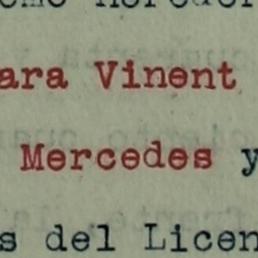 ara Vinent
Mercedes y
s del Licen